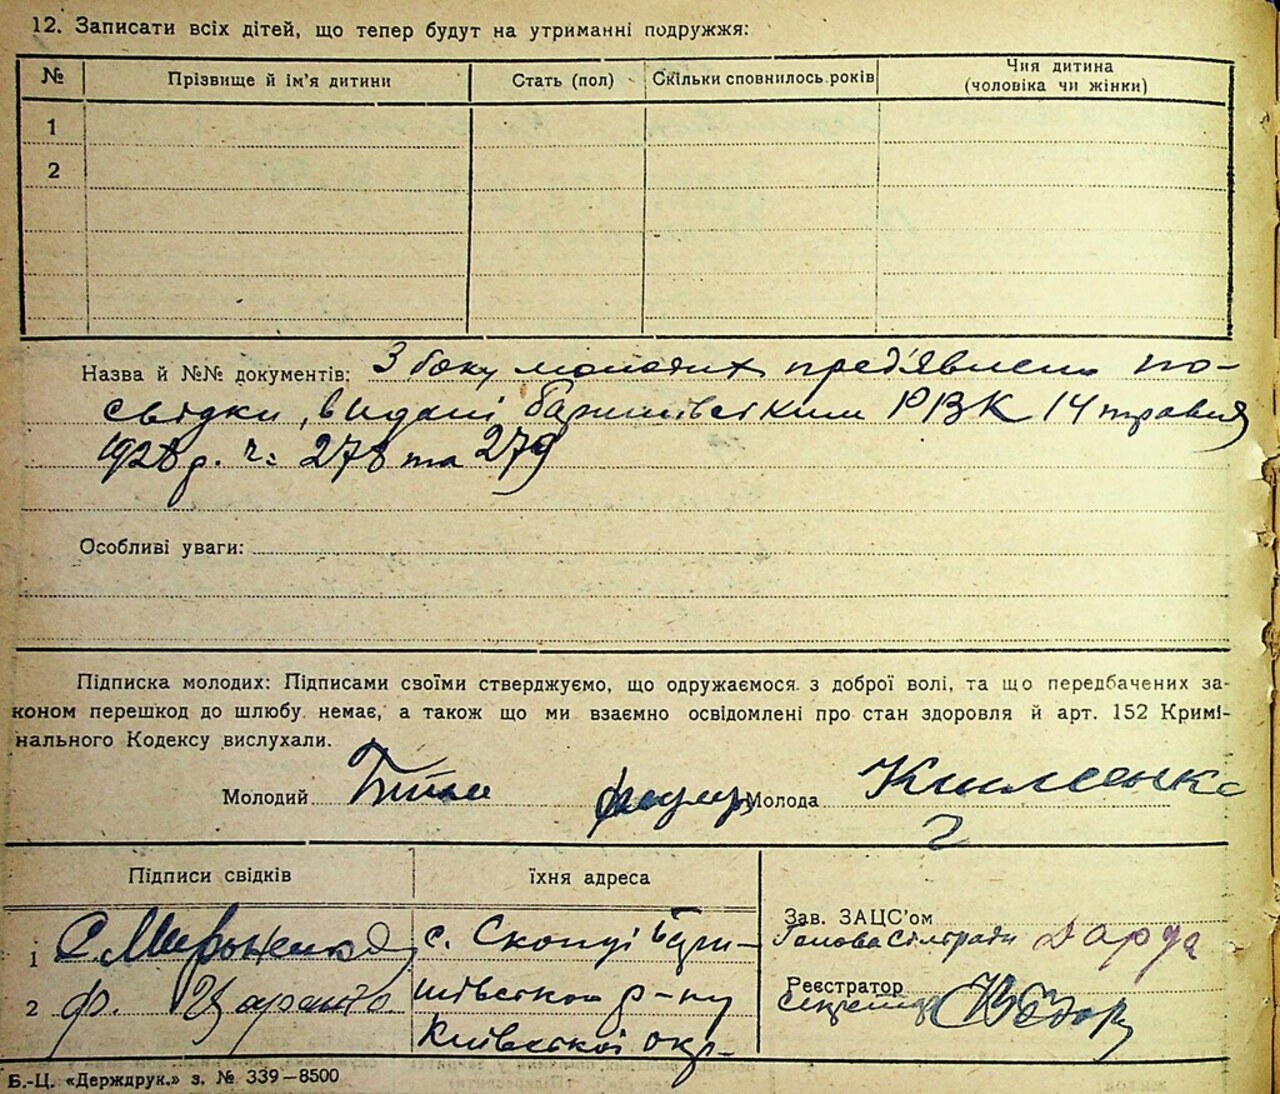 12. Записати всіх дітей, що тепер будут на утриманні подружжя:
№ Прізвище й ім'я дитини Стать (пол) Скільки сповнилось років Чия дитина
(чоловіка чи жінки)
1
2
Назва й №№ документів: З боку молодих пред'явлено по-
свідки, видані Баришівським РВК 14 травня
1928 р. ч: 278 та 279
Особливі уваги:
Підписка молодих: Підписами своїми стверджуємо, що одружаємося з доброї волі, та що передбачених за-
коном перешкод до шлюбу немає, а також що ми взаємно освідомлені про стан здоровля й арт. 152 Кримі-
нального Кодексу вислухали.
Молодий Молода Клименко
Підписи свідків їхня адреса
Зав. ЗАЦС'ом
1 С. Мироненко с. Скопці Бари- Голова Сільради Дарда
2 Ф. шівського р-ну Реєстратор
Київської окр. секретар
Б.-Ц. «Держдрук.» з. № 339—8500